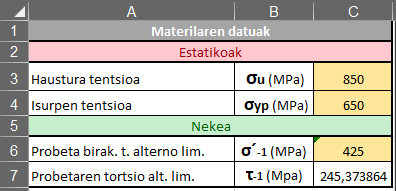 A B C
1 Materilaren datuak
2 Estatikoak
3 Haustura tentsioa σu (MPa) 850
4 Isurpen tentsioa σyp (MPa) 650
5 Nekea
6 Probeta birak. t. alterno lim. σ´-1 (MPa) 425
7 Probetaren tortsio alt. lim. τ-1 (Mpa) 245,373864